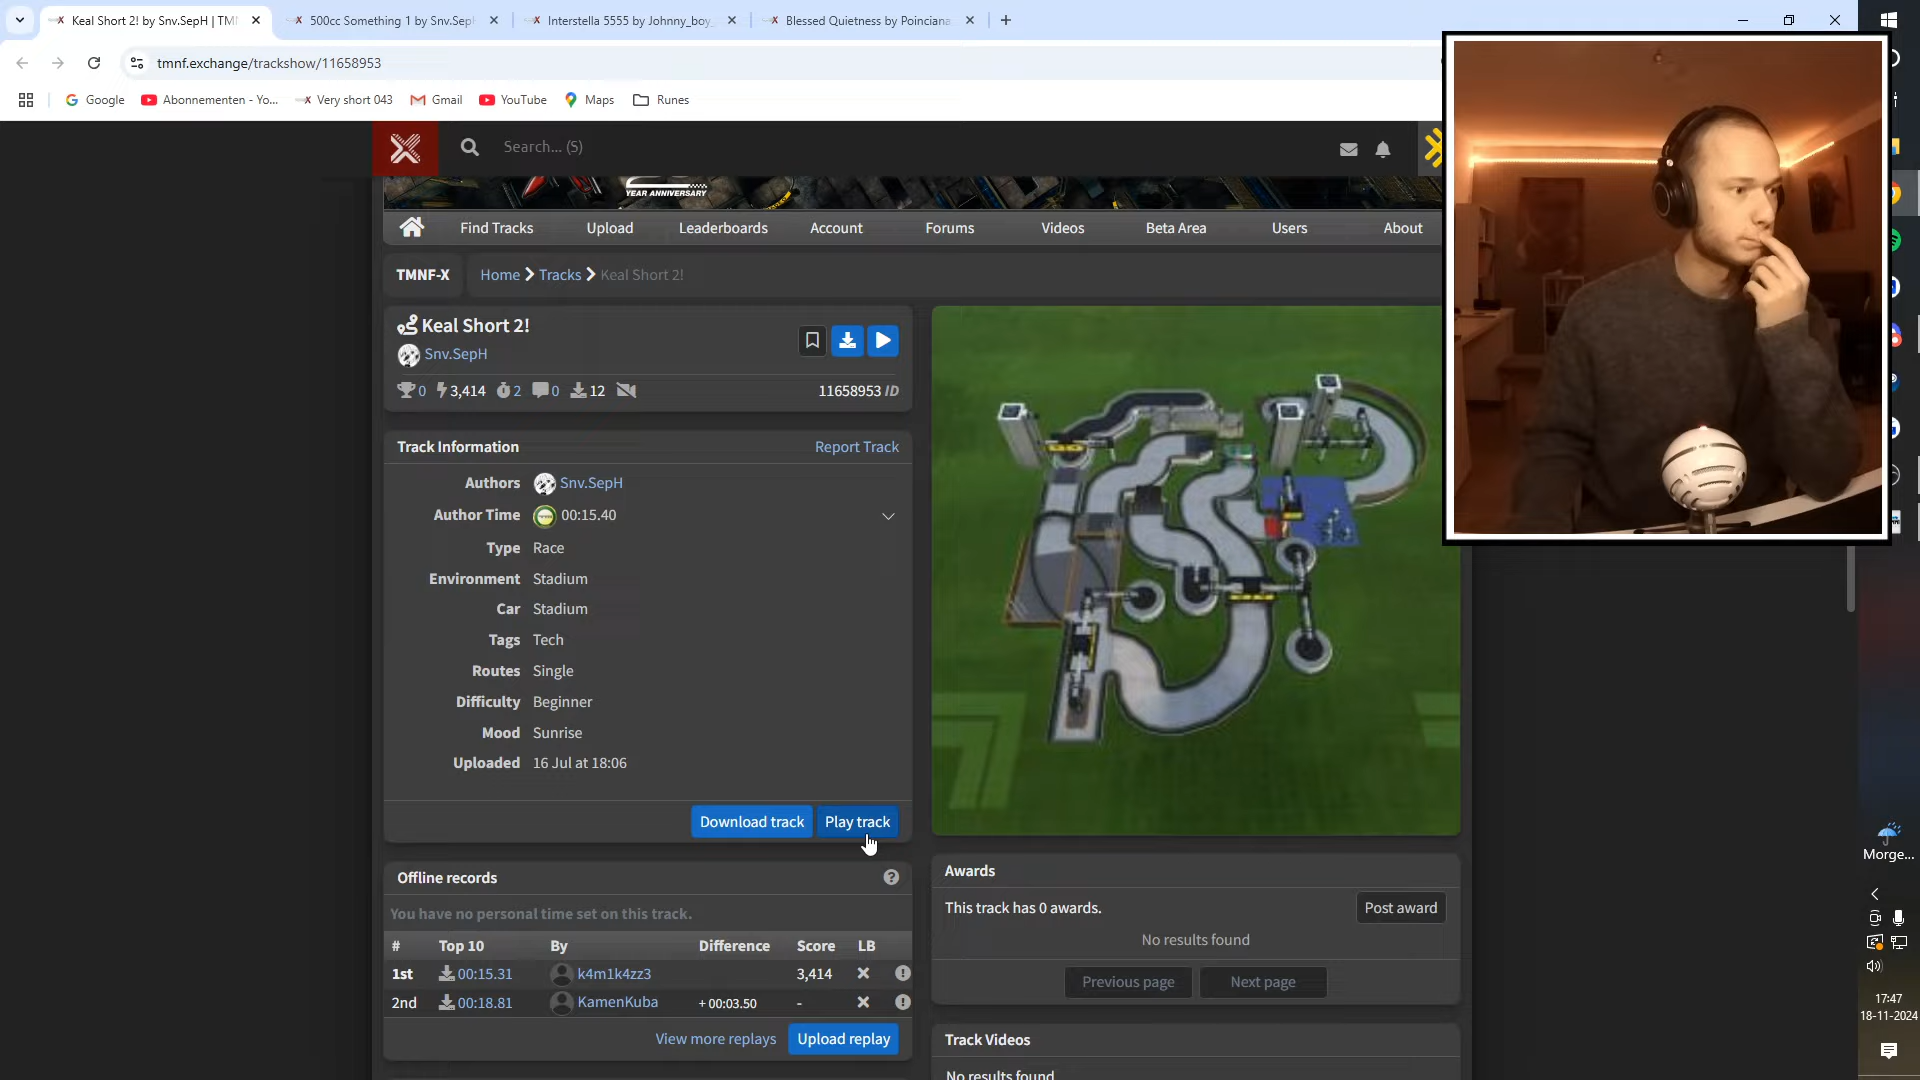 Keal Short 2! by Snv.SepH | TM
500cc Something 1 by Snv.Sep
Interstella 5555 by Johnny_boy_
Blessed Quietness by Poinciana
tmnf.exchange/trackshow/11658953
Google
Abonnementen - Yo...
Very short 043
Gmail
YouTube
Maps
Runes
Search... (S)
YEAR ANNIVERSARY
Find Tracks
Upload
Leaderboards
Account
Forums
Videos
Beta Area
Users
About
TMNF-X
Home
Tracks
Keal Short 2!
Keal Short 2!
Snv.SepH
0
3,414
2
0
12
11658953 ID
Track Information
Report Track
Authors Snv.SepH
Author Time 00:15.40
Type Race
Environment Stadium
Car Stadium
Tags Tech
Routes Single
Difficulty Beginner
Mood Sunrise
Uploaded 16 Jul at 18:06
Download track
Play track
Offline records
You have no personal time set on this track.
# Top 10 By Difference Score LB
1st 00:15.31 k4m1k4zz3 3,414
2nd 00:18.81 KamenKuba +00:03.50 -
View more replays
Upload replay
Awards
This track has 0 awards.
Post award
No results found
Previous page
Next page
Track Videos
No results found
Morge...
17:47
18-11-2024